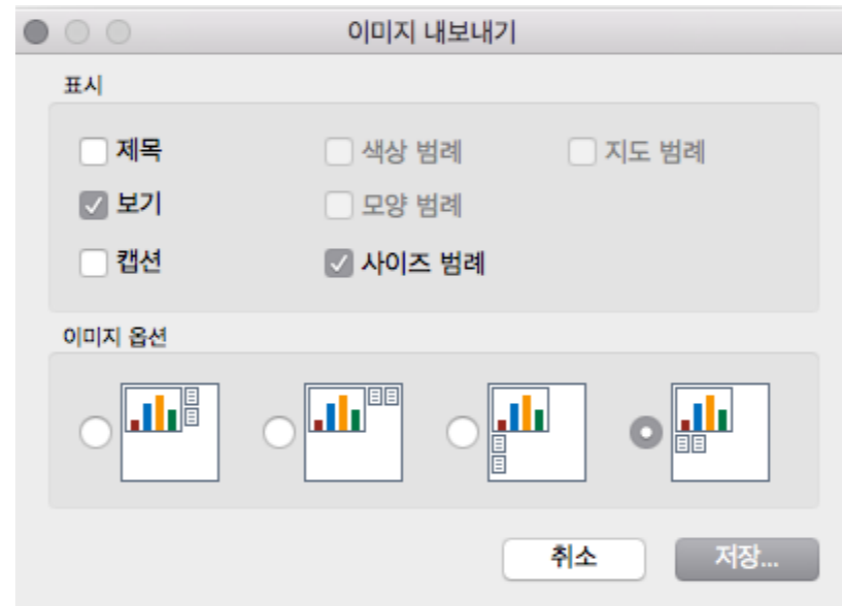 이미지 내보내기
표시
제목 색상 범례 지도 범례
보기 모양 범례
캡션 사이즈 범례
이미지 옵션
취소 저장...